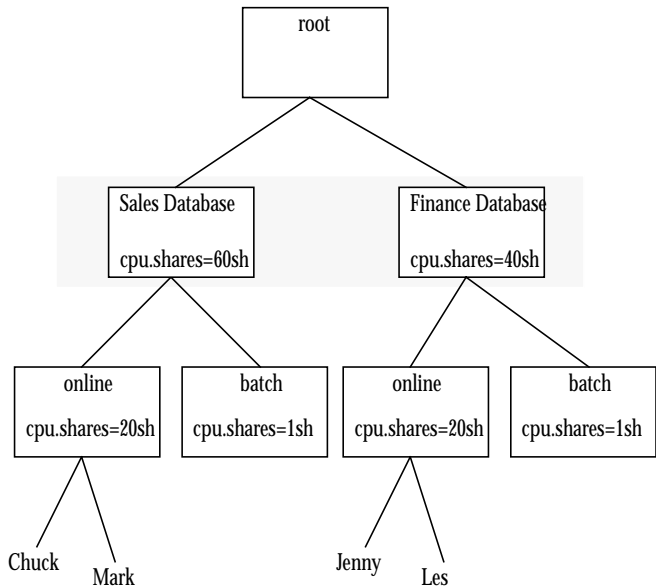 root
Sales Database
cpu.shares=60sh
Finance Database
cpu.shares=40sh
online
cpu.shares=20sh
batch
cpu.shares=1sh
online
cpu.shares=20sh
batch
cpu.shares=1sh
Chuck
Mark
Jenny
Les